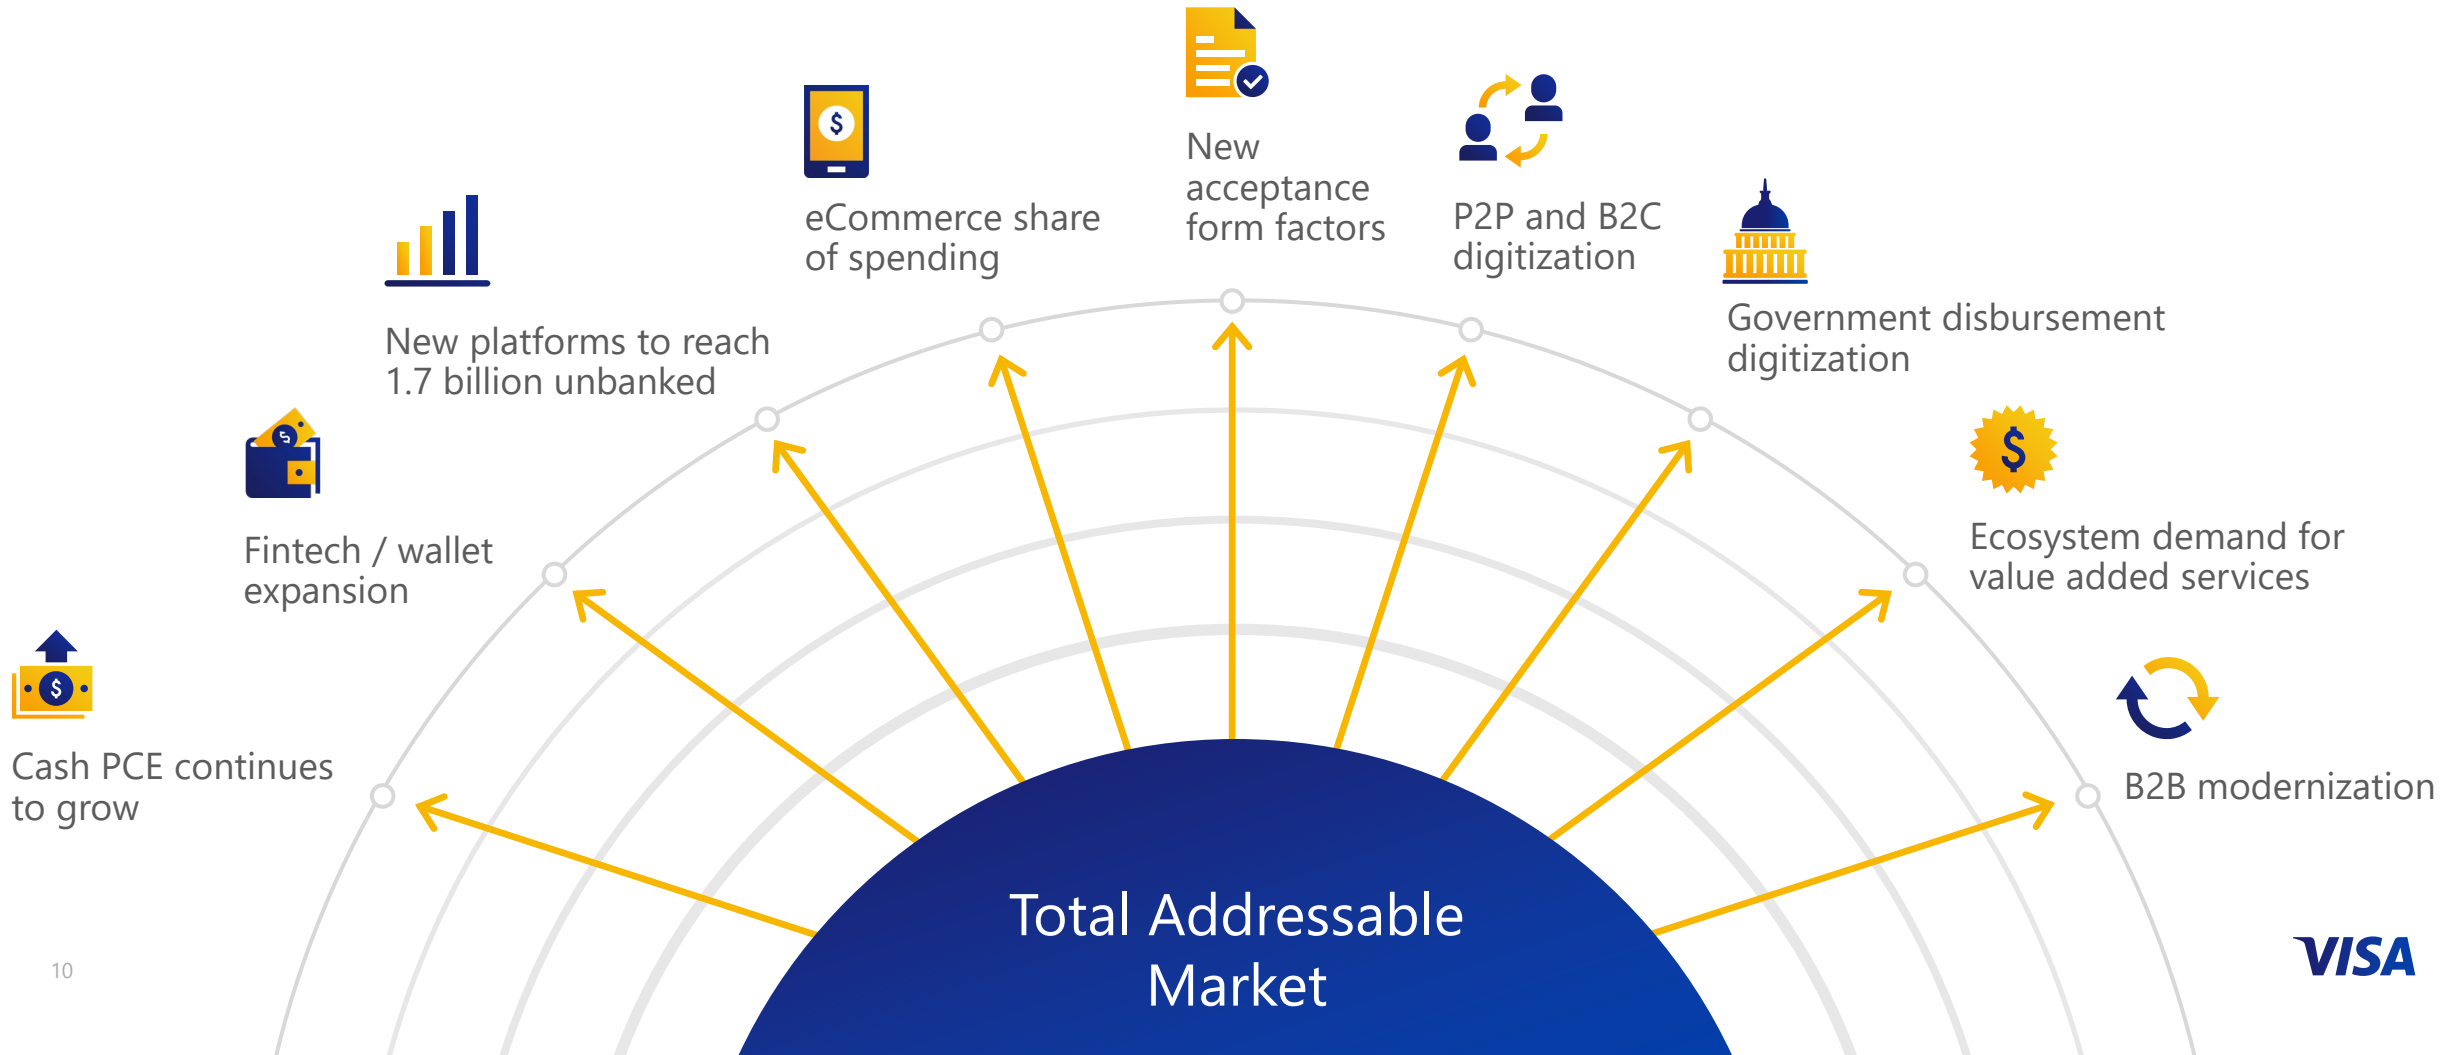 Cash PCE continues
to grow
Fintech / wallet
expansion
New platforms to reach
1.7 billion unbanked
eCommerce share
of spending
New
acceptance
form factors
P2P and B2C
digitization
Government disbursement
digitization
Ecosystem demand for
value added services
B2B modernization
Total Addressable
Market
10
VISA